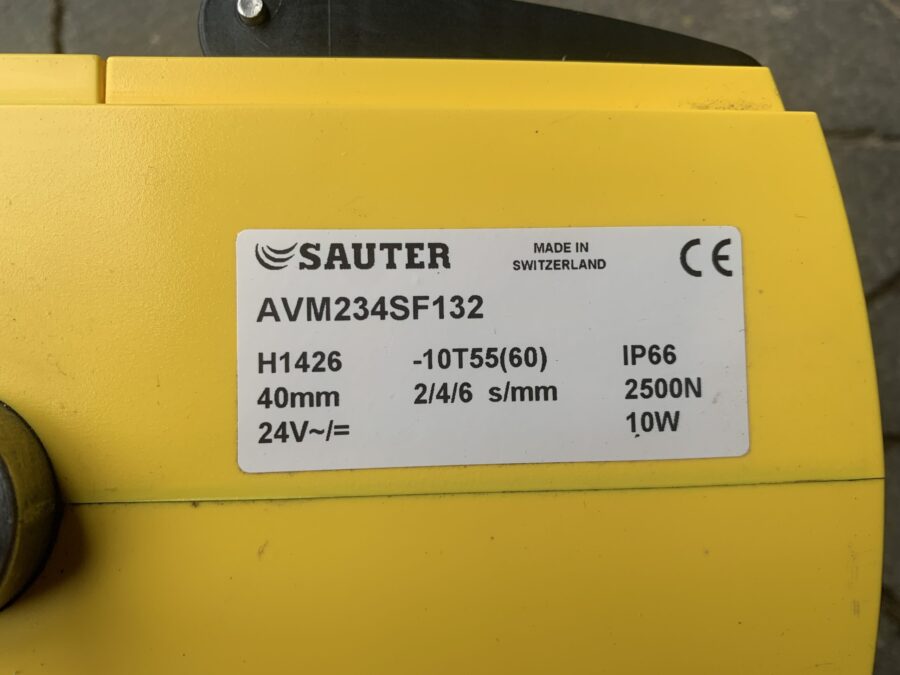 SAUTER
MADE IN
SWITZERLAND
CE
AVM234SF132
H1426 -10T55(60) IP66
40mm 2/4/6 s/mm 2500N
24V~/= 10W